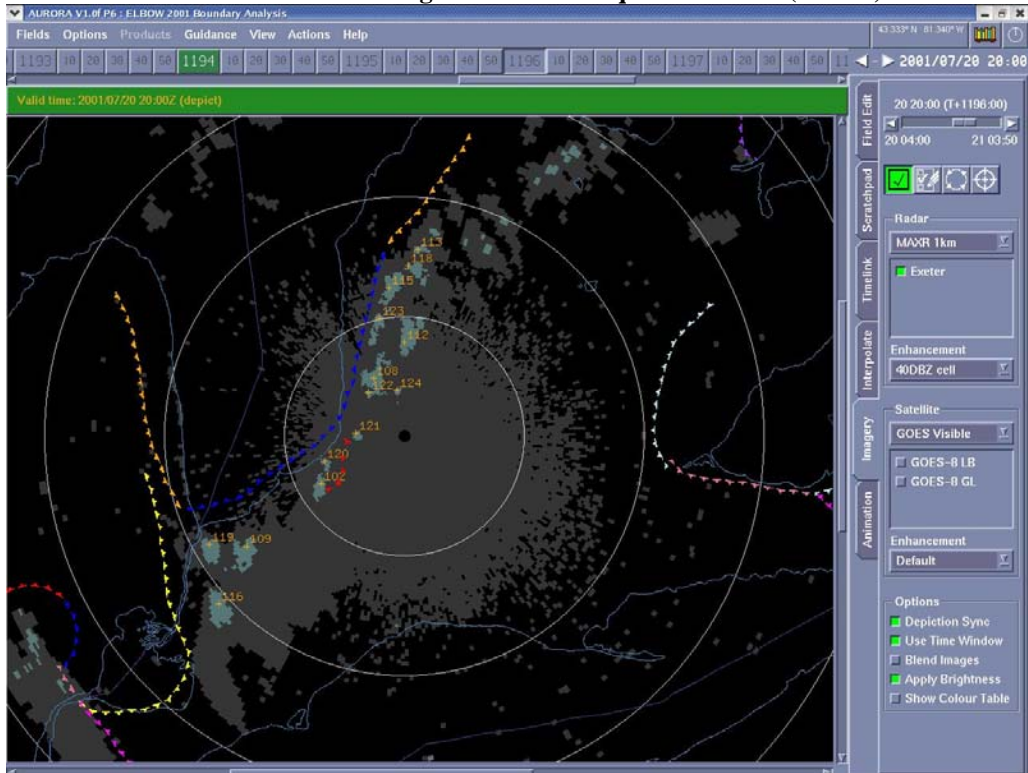 AURORA V1.0f P6 : ELBOW 2001 Boundary Analysis
Fields Options Products Guidance View Actions Help
43.333° N 81.340° W
1193 10 20 30 40 50 1194 10 20 30 40 50 1195 10 20 30 40 50 1196 10 20 30 40 50 1197 10 20 30 40 50 11
2001/07/20 20:00
Valid time: 2001/07/20 20:00Z (depict)
20 20:00 (T+1196:00)
20 04:00 21 03:50
Field Edit
Scratchpad
Timelink
Interpolate
Imagery
Animation
Radar
MAXR 1km
Exeter
Enhancement
40DBZ cell
Satellite
GOES Visible
GOES-8 LB
GOES-8 GL
Enhancement
Default
Options
Depiction Sync
Use Time Window
Blend Images
Apply Brightness
Show Colour Table
113
118
115
123
112
108
122 124
121
120
102
119 109
116